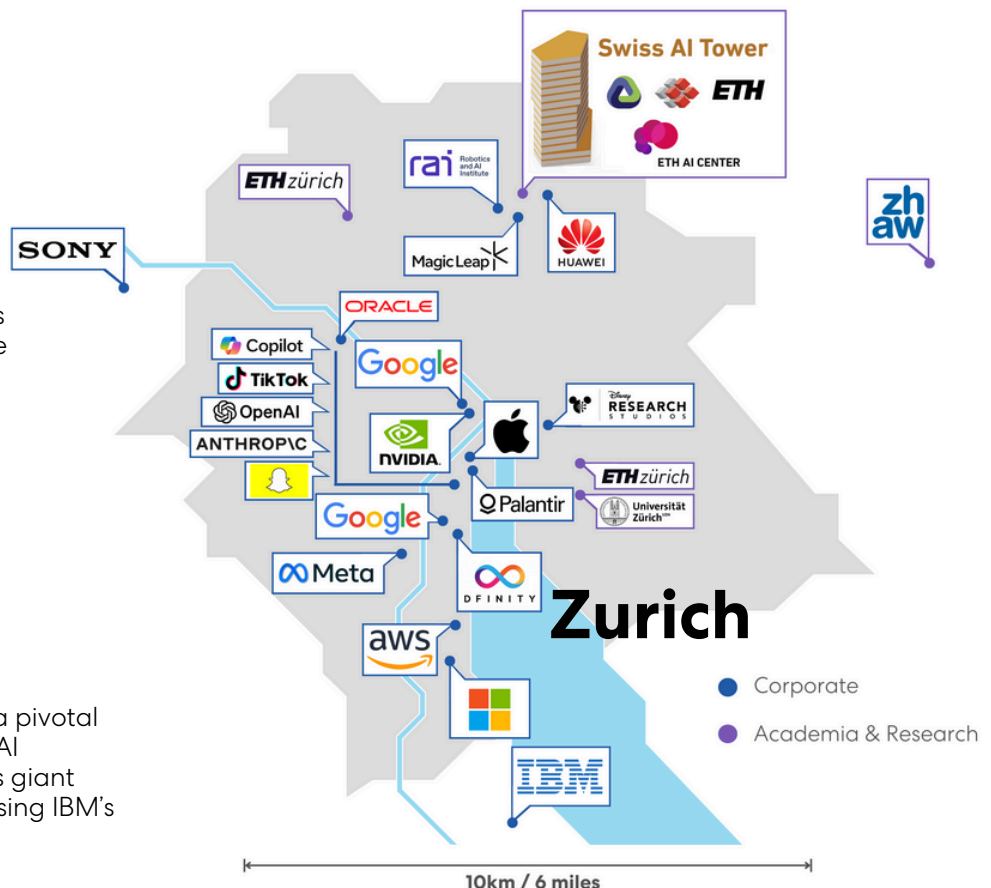 Swiss AI Tower
ETH
ETH AI CENTER
rai Robotics
and AI
Institute
ETH zürich
zh
aw
SONY
Magic Leap
HUAWEI
s
e
ORACLE
Copilot
Google
TikTok
OpenAI
Disney
RESEARCH
STUDIOS
ANTHROP\C
NVIDIA.
ETH zürich
Palantir
Universität
Zürich
Google
Meta
DFINITY
Zurich
aws
Corporate
a pivotal
Academia & Research
AI
s giant
IBM
sing IBM's
10km / 6 miles